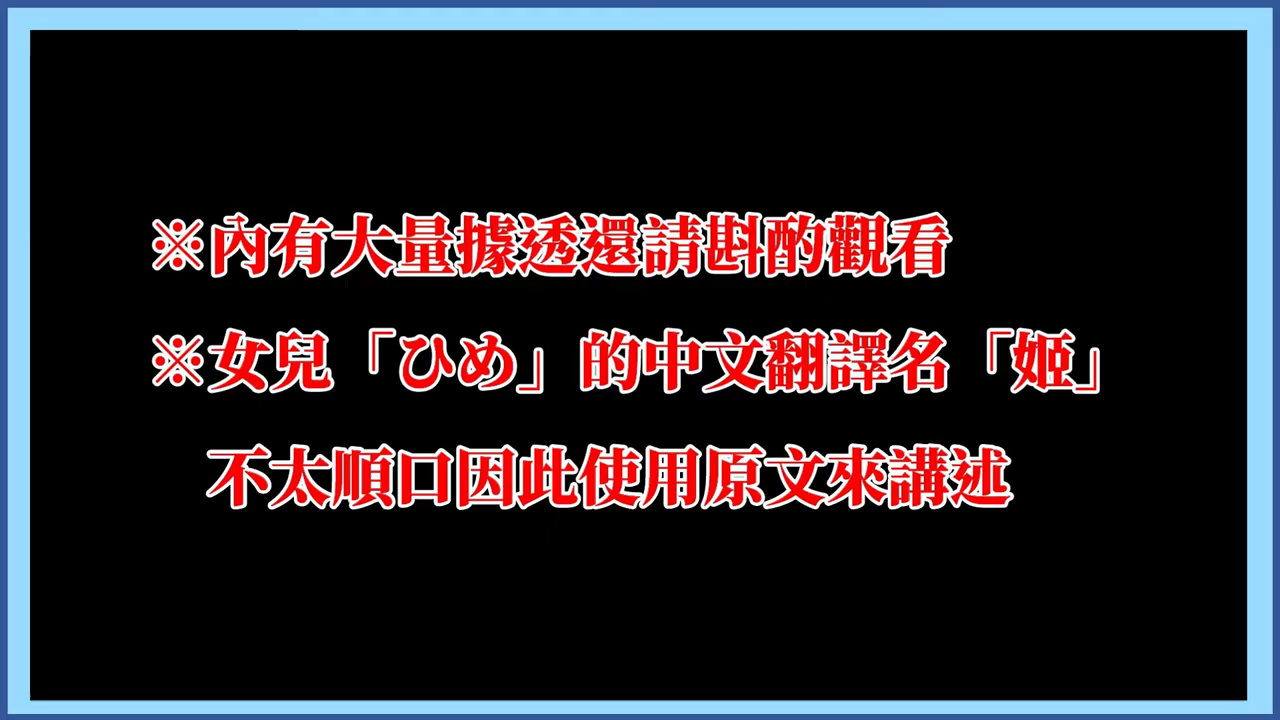 ※內有大量據透還請斟酌觀看
※女兒「ひめ」的中文翻譯名「姬」
不太順口因此使用原文來講述